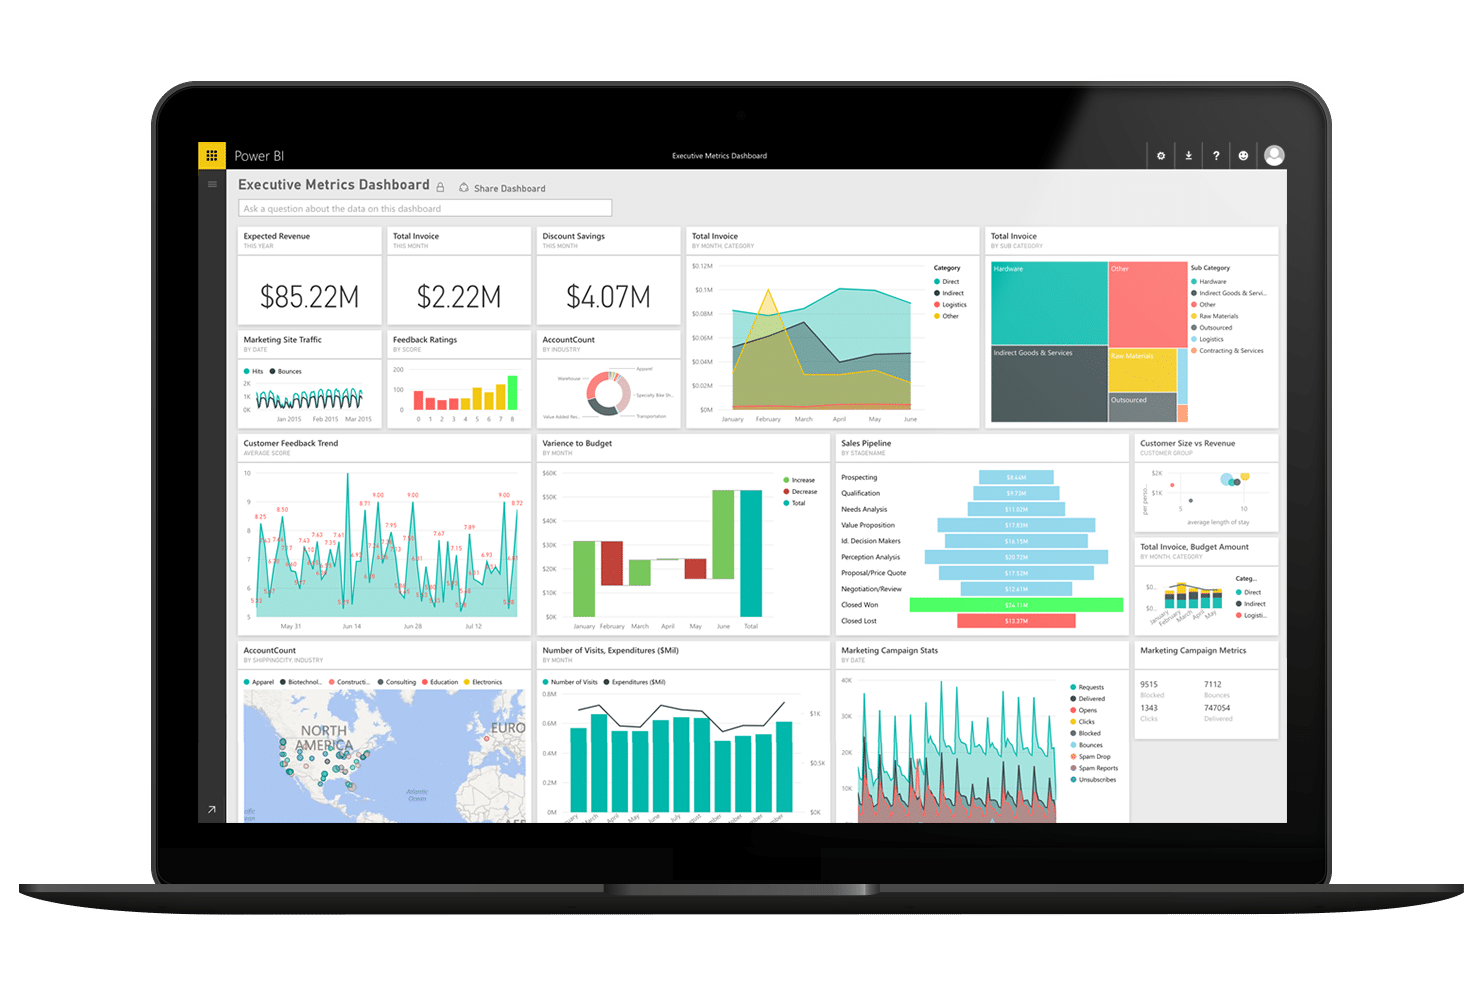 Power BI
Executive Metrics Dashboard
Executive Metrics Dashboard
Share Dashboard
Ask a question about the data on this dashboard
Expected Revenue
THIS YEAR
$85.22M
Total Invoice
THIS MONTH
$2.22M
Discount Savings
THIS MONTH
$4.07M
Total Invoice
BY MONTH, CATEGORY
$0.12M
$0.1M
$0.08M
$0.06M
$0.04M
$0.02M
$0M
January February March April May June
Category
Direct
Indirect
Logistics
Other
Total Invoice
BY SUB CATEGORY
Hardware
Other
Indirect Goods & Services
Raw Materials
Outsourced
Sub Category
Hardware
Indirect Goods & Servi...
Other
Raw Materials
Outsourced
Logistics
Contracting & Services
Marketing Site Traffic
BY DATE
Hits Bounces
2K
1K
0K
Jan 2015 Feb 2015 Mar 2015
Feedback Ratings
BY SCORE
200
100
0
0 1 2 3 4 5 6 7 8
AccountCount
BY INDUSTRY
Apparel
Warehouse
Specialty Bike Sh...
Value Added Res...
Transportation
Customer Feedback Trend
AVERAGE SCORE
10
9
8
7
6
5
8.25
8.50
7.43
7.63
7.61
8.71
9.00
7.95
9.00
7.67
7.15
7.89
6.93
9.00
8.72
May 31 Jun 14 Jun 28 Jul 12
Varience to Budget
BY MONTH
$60K
$50K
$40K
$30K
$20K
$10K
$0K
January February March April May June Total
Increase
Decrease
Total
Sales Pipeline
BY STAGENAME
Prospecting $8.64M
Qualification $9.73M
Needs Analysis $11.02M
Value Proposition $17.83M
Id. Decision Makers $16.15M
Perception Analysis $20.72M
Proposal/Price Quote $17.52M
Negotiation/Review $12.61M
Closed Won $24.11M
Closed Lost $13.27M
Customer Size vs Revenue
CUSTOMER GROUP
$2K
$1K
per perso...
5 10
average length of stay
Total Invoice, Budget Amount
BY MONTH, CATEGORY
$0...
$0...
January
February
March
April
May
Categ...
Direct
Indirect
Logisti...
AccountCount
BY SHIPPINGCITY, INDUSTRY
Apparel Biotechnol... Constructi... Consulting Education Electronics
NORTH
AMERICA
EURO
Atlantic
Ocean
Number of Visits, Expenditures ($Mil)
BY MONTH
Number of Visits Expenditures ($Mil)
0.8M
0.6M
0.4M
0.2M
0M
$1K
$0.5K
$0K
March April May June July
Marketing Campaign Stats
BY DATE
40K
30K
20K
10K
Requests
Delivered
Opens
Clicks
Blocked
Bounces
Spam Drop
Spam Reports
Unsubscribes
Marketing Campaign Metrics
9515 7112
Blocked Bounces
1343 747054
Clicks Delivered